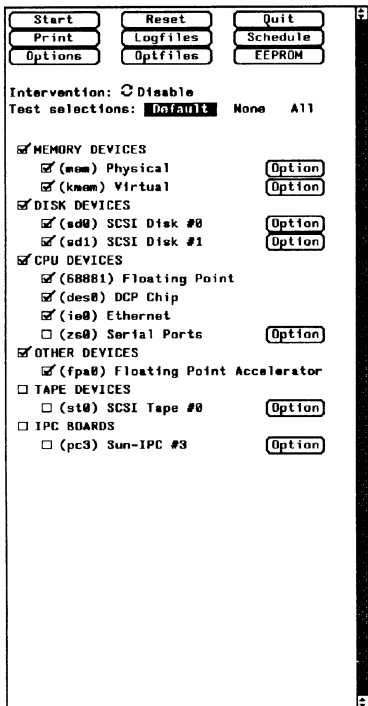 Start Reset Quit
Print Logfiles Schedule
Options Optfiles EEPROM
Intervention: Disable
Test selections: Default None All
MEMORY DEVICES
(mem) Physical Option
(kmem) Virtual Option
DISK DEVICES
(sd0) SCSI Disk #0 Option
(sd1) SCSI Disk #1 Option
CPU DEVICES
(68881) Floating Point
(des0) DCP Chip
(ie0) Ethernet
(zs0) Serial Ports Option
OTHER DEVICES
(fpa0) Floating Point Accelerator
TAPE DEVICES
(st0) SCSI Tape #0 Option
IPC BOARDS
(pc3) Sun-IPC #3 Option